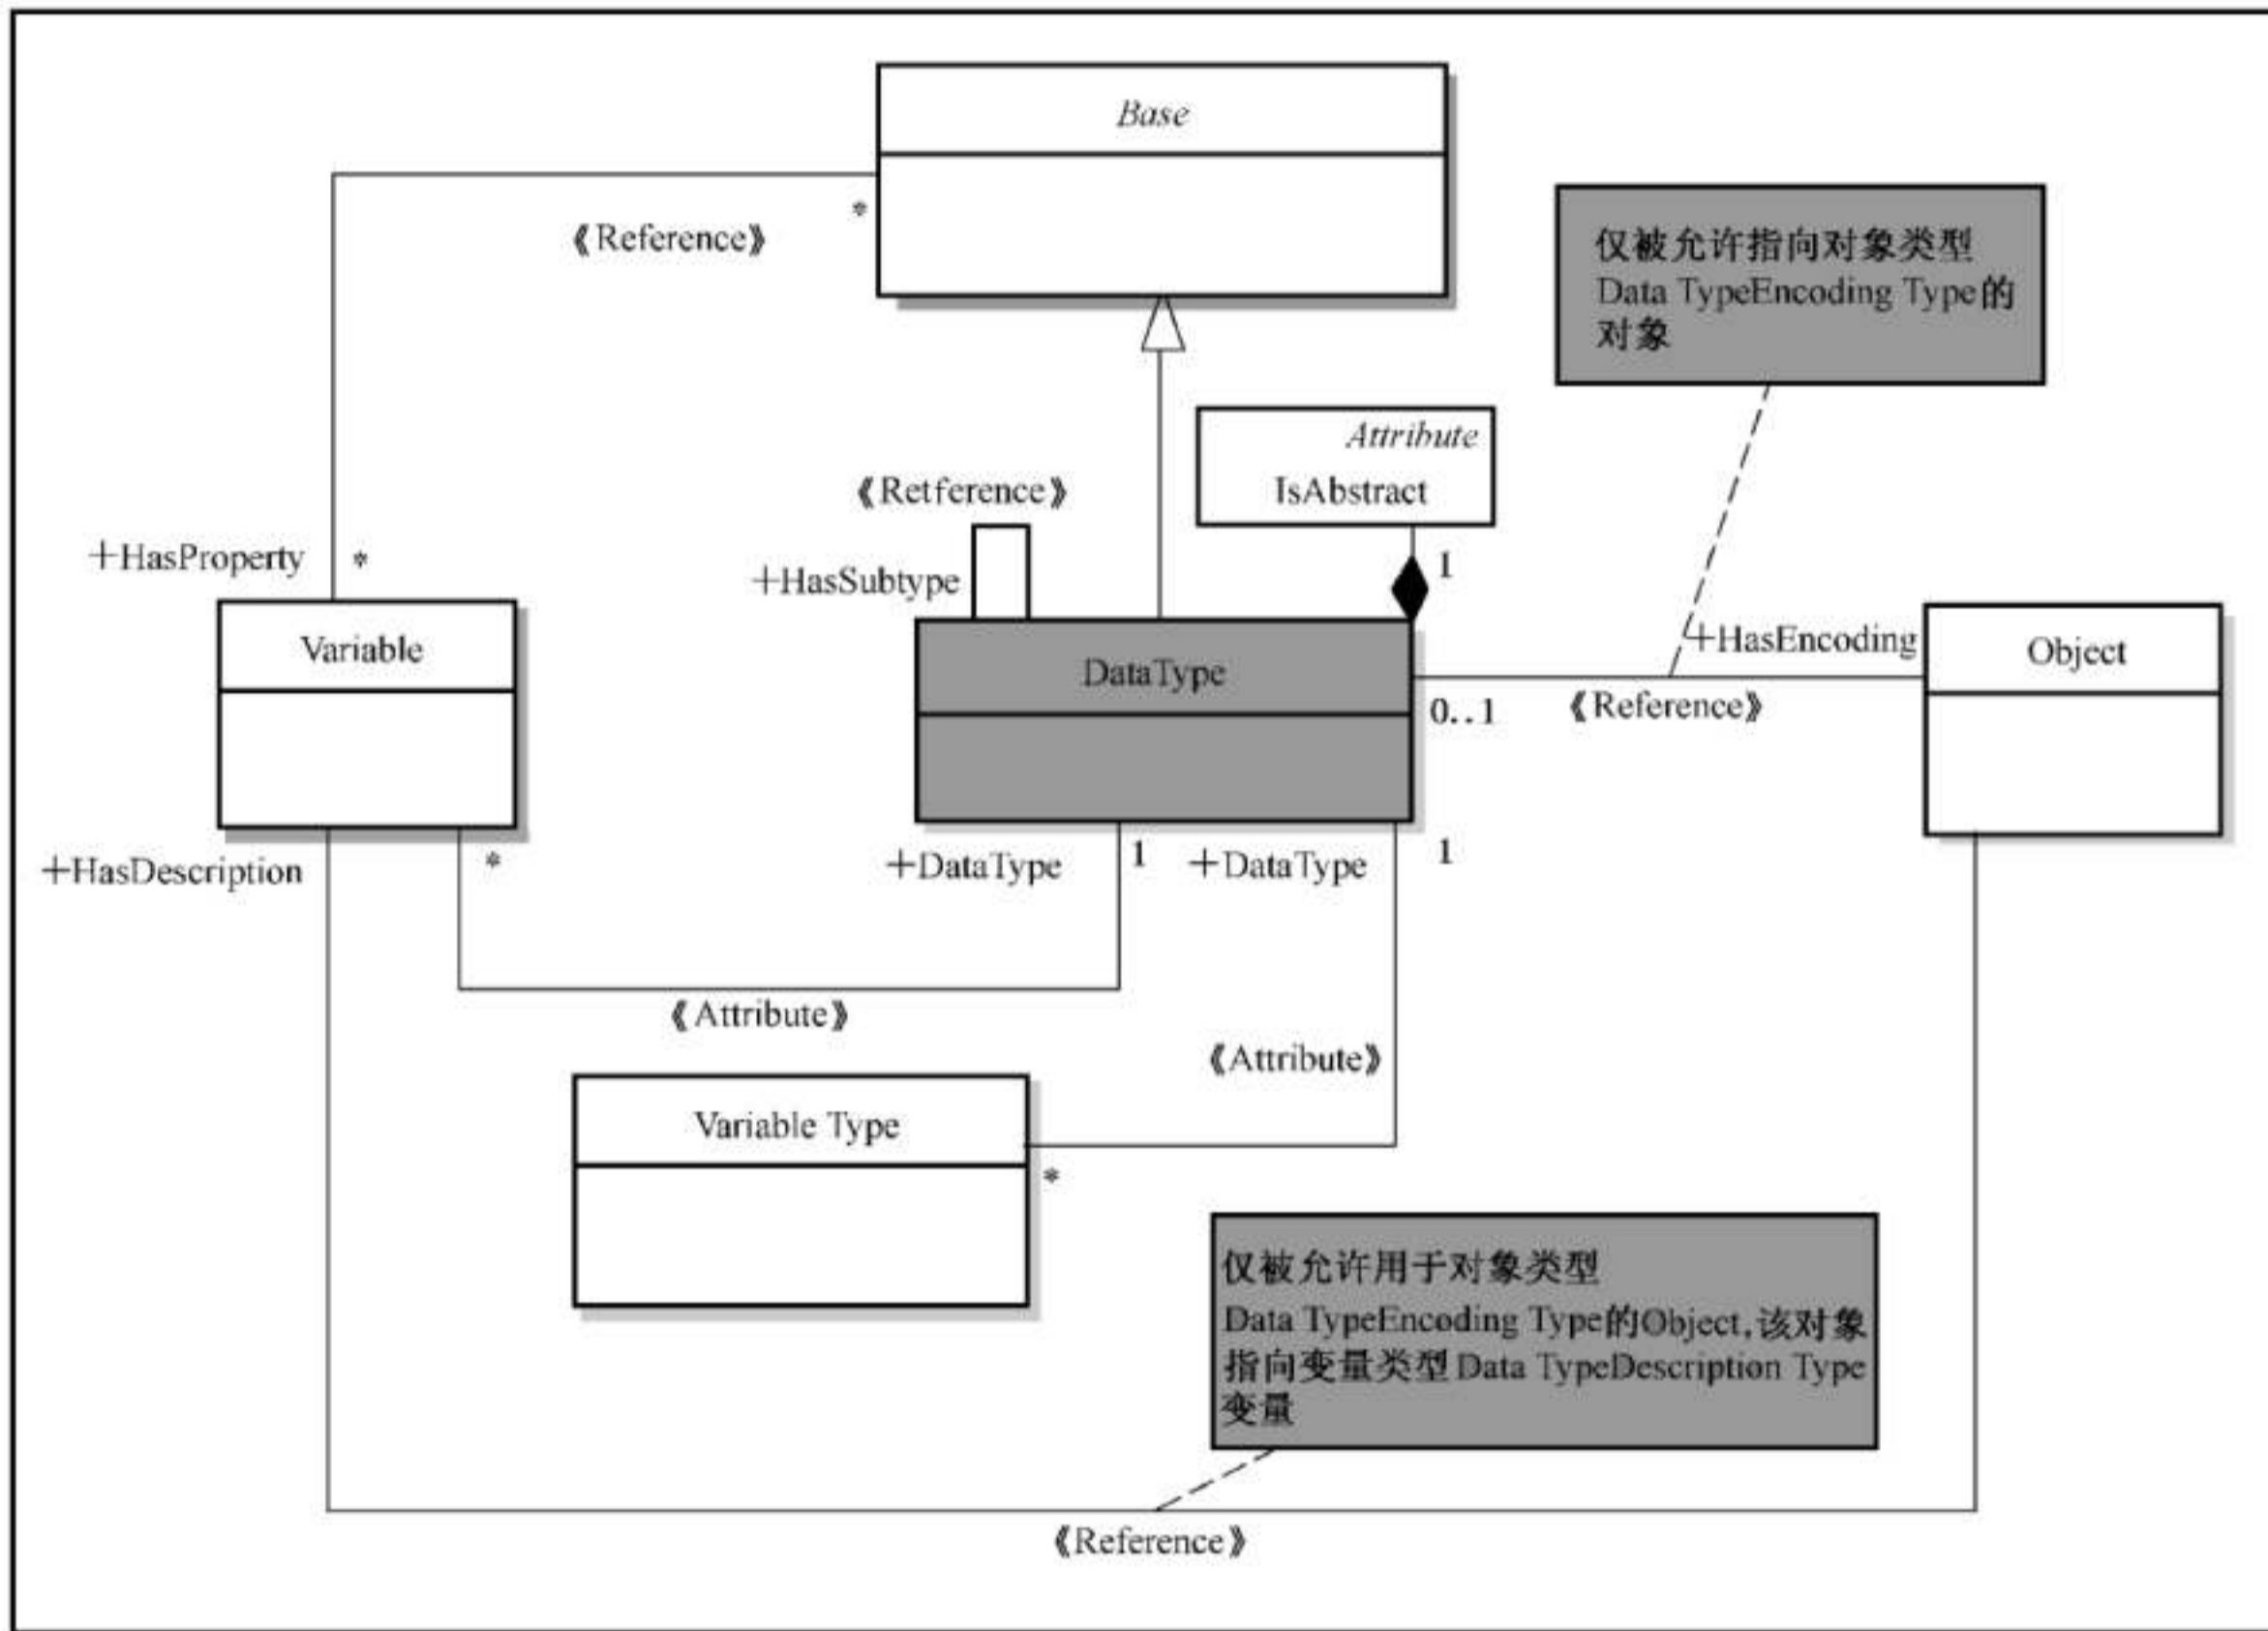 Base
*
《Reference》
仅被允许指向对象类型
Data TypeEncoding Type的
对象
Attribute
IsAbstract
《Retference》
+HasProperty
*
+HasSubtype
1
Variable
DataType
+HasEncoding
Object
0..1
《Reference》
+HasDescription
*
+DataType
1
+DataType
1
《Attribute》
《Attribute》
Variable Type
*
仅被允许用于对象类型
Data TypeEncoding Type的Object,该对象
指向变量类型Data TypeDescription Type
变量
《Reference》